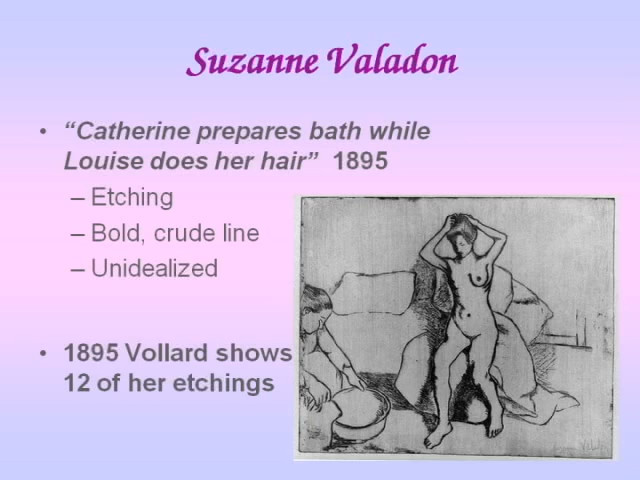 Suzanne Valadon
• “Catherine prepares bath while
Louise does her hair” 1895
– Etching
– Bold, crude line
– Unidealized
• 1895 Vollard shows
12 of her etchings